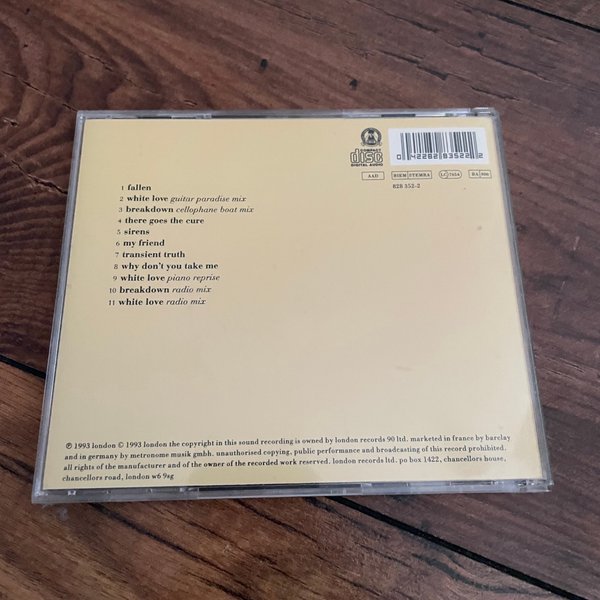 COMPACT
disc
DIGITAL AUDIO
0 42282 83522 2
AAD
BIEM STEMRA
LC 7654
BA 900
828 352-2
1 fallen
2 white love guitar paradise mix
3 breakdown cellophane boat mix
4 there goes the cure
5 sirens
6 my friend
7 transient truth
8 why don't you take me
9 white love piano reprise
10 breakdown radio mix
11 white love radio mix
℗ 1993 london © 1993 london the copyright in this sound recording is owned by london records 90 ltd. marketed in france by barclay
and in germany by metronome musik gmbh. unauthorised copying, public performance and broadcasting of this record prohibited.
all rights of the manufacturer and of the owner of the recorded work reserved. london records ltd. po box 1422, chancellors house,
chancellors road, london w6 9sg